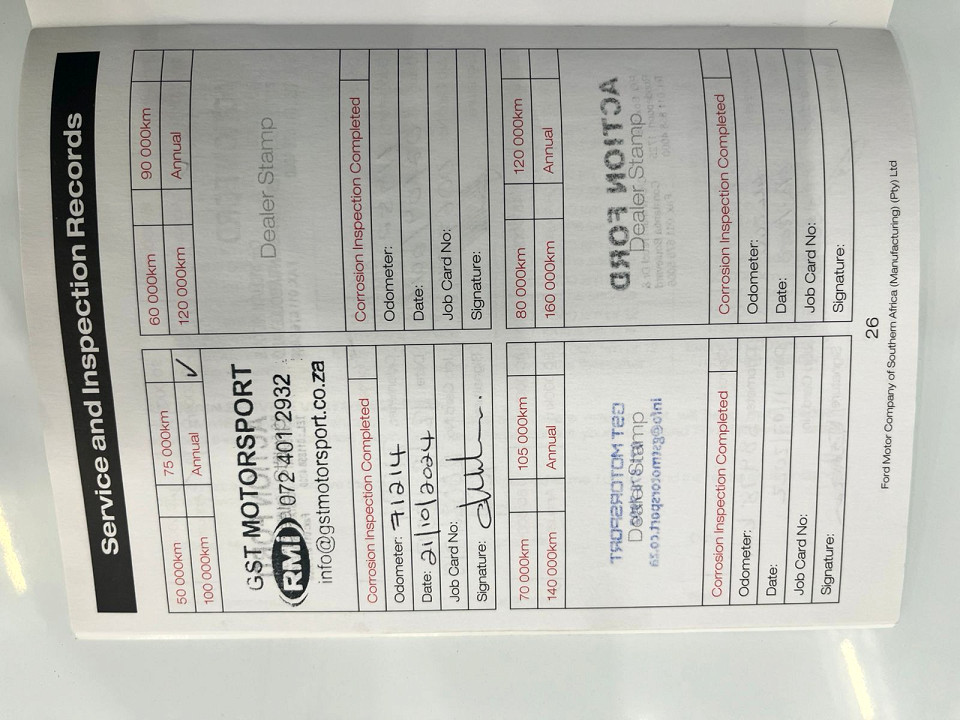 Service and Inspection Records
50 000km 75 000km
100 000km Annual ✓
GST MOTORSPORT
RMI 072 401 2932
info@gstmotorsport.co.za
Corrosion Inspection Completed
Odometer: 71214
Date: 21/10/2024
Job Card No:
Signature:
60 000km 90 000km
120 000km Annual
Dealer Stamp
Corrosion Inspection Completed
Odometer:
Date:
Job Card No:
Signature:
70 000km 105 000km
140 000km Annual
GST MOTORSPORT
Dealer Stamp
info@gstmotorsport.co.za
Corrosion Inspection Completed
Odometer:
Date:
Job Card No:
Signature:
80 000km 120 000km
160 000km Annual
ACTION FORD
Dealer Stamp
Corrosion Inspection Completed
Odometer:
Date:
Job Card No:
Signature:
26
Ford Motor Company of Southern Africa (Manufacturing) (Pty) Ltd